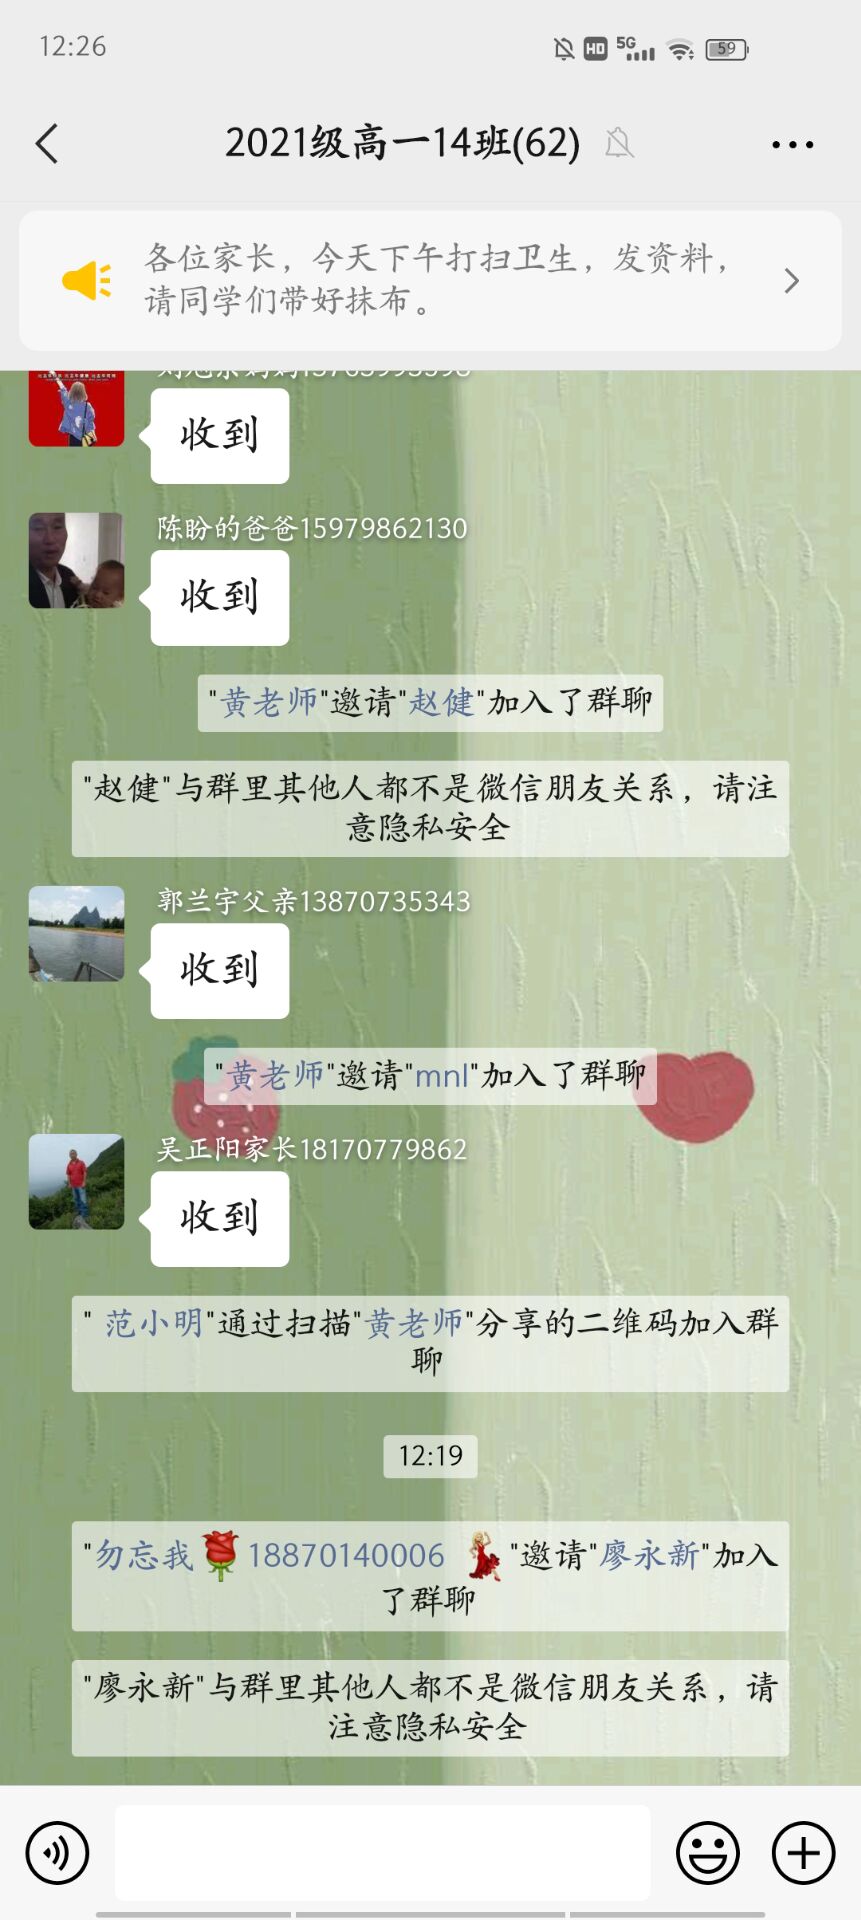 12:26
HD 5G 59
2021级高一14班(62)
各位家长，今天下午打扫卫生，发资料，
请同学们带好抹布。
收到
陈盼的爸爸15979862130
收到
"黄老师"邀请"赵健"加入了群聊
"赵健"与群里其他人都不是微信朋友关系，请注
意隐私安全
郭兰宇父亲13870735343
收到
"黄老师"邀请"mnl"加入了群聊
吴正阳家长18170779862
收到
" 范小明"通过扫描"黄老师"分享的二维码加入群
聊
12:19
"勿忘我🌹18870140006 💃"邀请"廖永新"加入
了群聊
"廖永新"与群里其他人都不是微信朋友关系，请
注意隐私安全